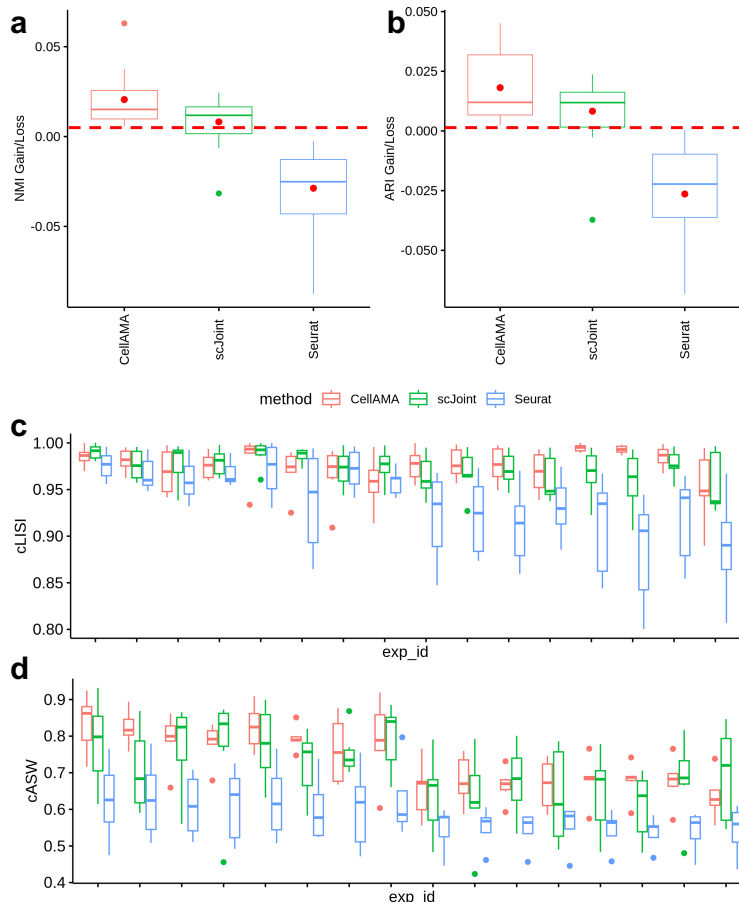 a
NMI Gain/Loss
0.05
0.00
-0.05
CellAMA
scJoint
Seurat
b
ARI Gain/Loss
0.050
0.025
0.000
-0.025
-0.050
CellAMA
scJoint
Seurat
method CellAMA scJoint Seurat
c
cLISI
1.00
0.95
0.90
0.85
0.80
exp_id
d
cASW
0.9
0.8
0.7
0.6
0.5
0.4
exp_id